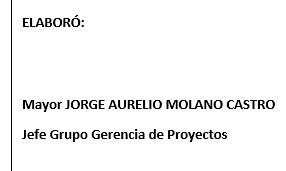 ELABORÓ:
Mayor JORGE AURELIO MOLANO CASTRO
Jefe Grupo Gerencia de Proyectos